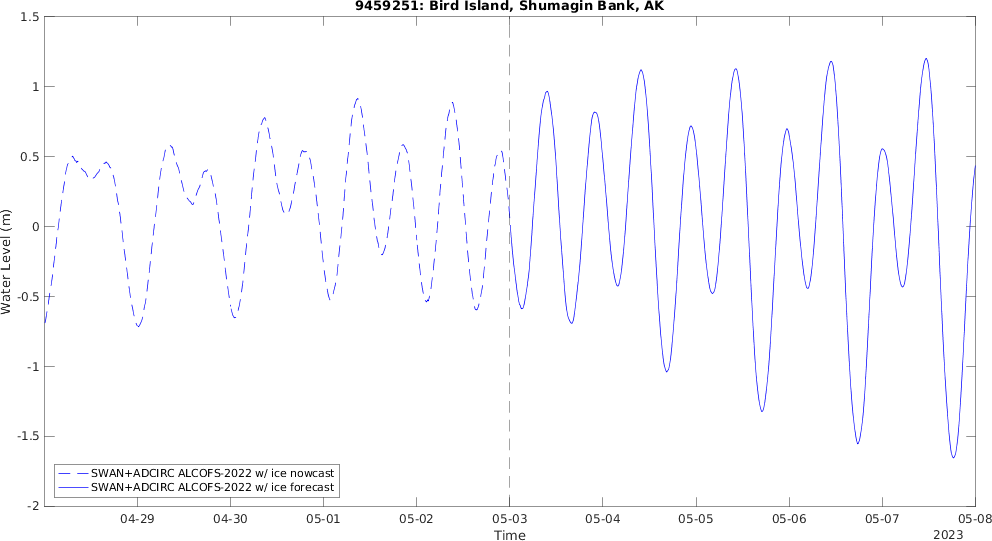 9459251: Bird Island, Shumagin Bank, AK
1.5
1
0.5
0
-0.5
-1
-1.5
-2
Water Level (m)
SWAN+ADCIRC ALCOFS-2022 w/ ice nowcast
SWAN+ADCIRC ALCOFS-2022 w/ ice forecast
04-29 04-30 05-01 05-02 05-03 05-04 05-05 05-06 05-07 05-08
Time
2023